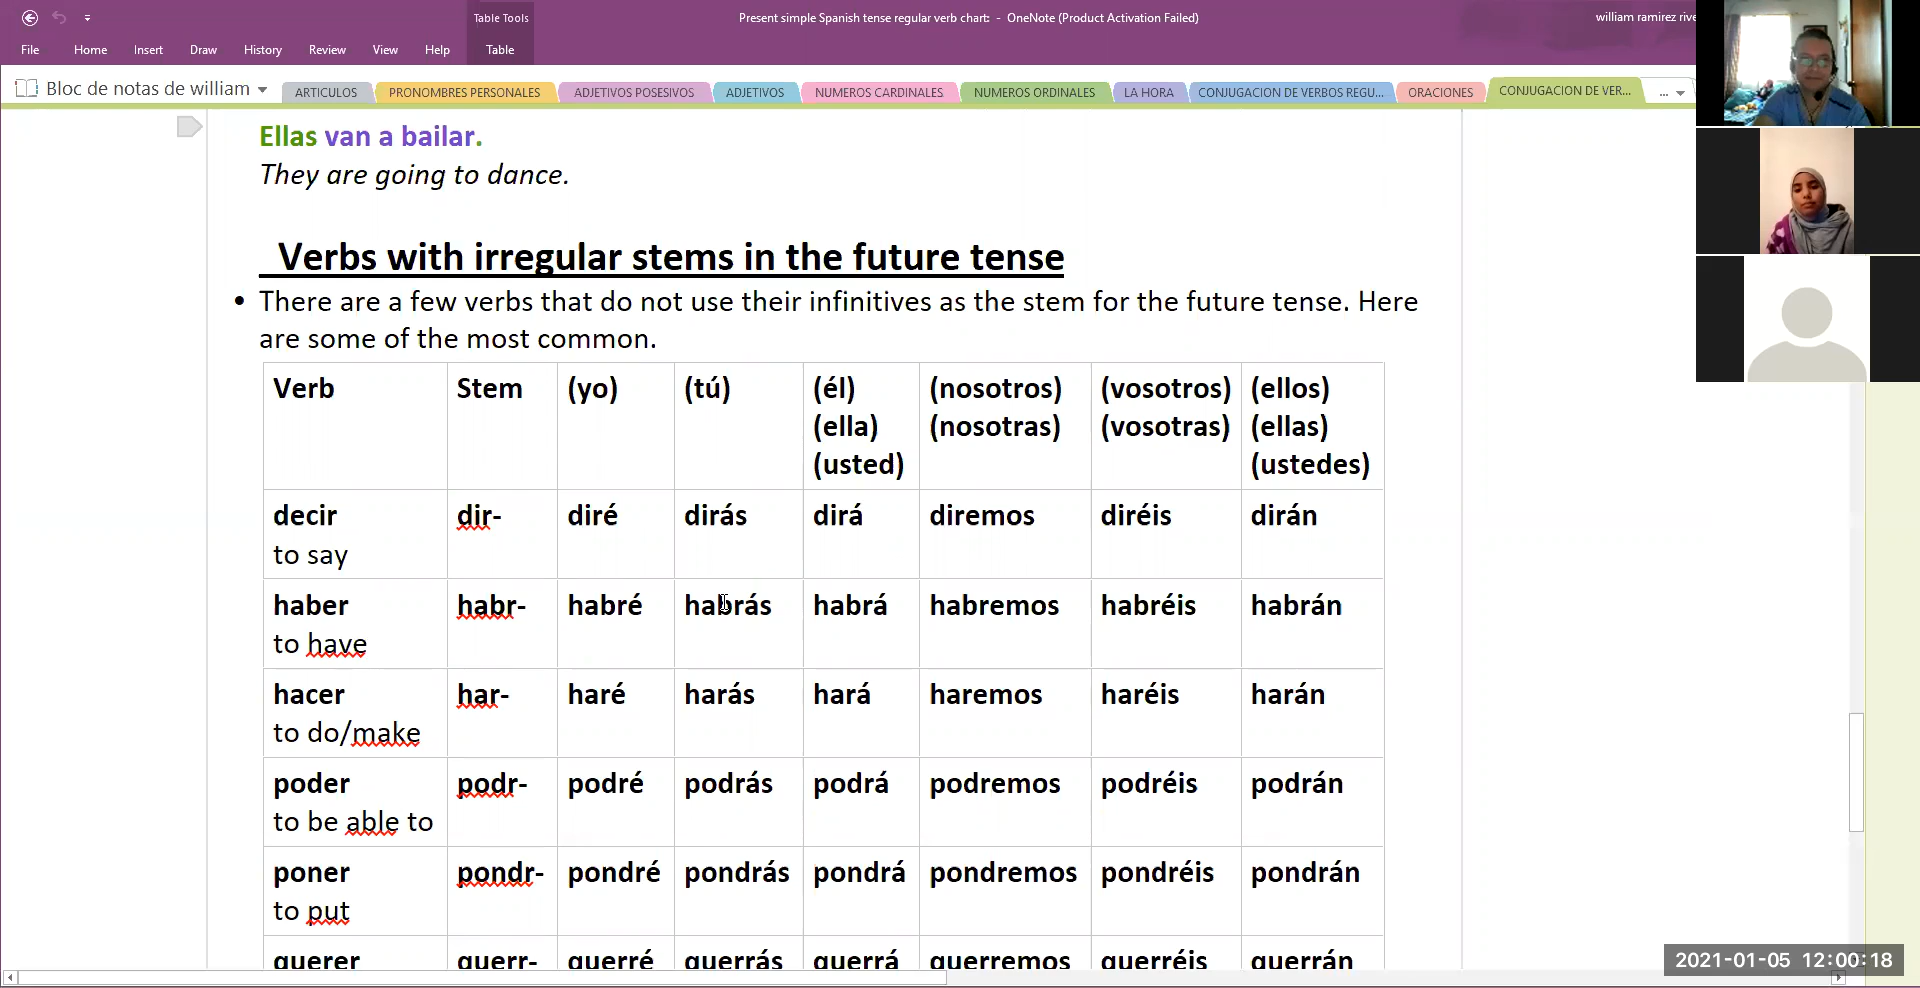 Table Tools
Present simple Spanish tense regular verb chart: - OneNote (Product Activation Failed)
william ramirez rive
File Home Insert Draw History Review View Help Table
Bloc de notas de william
ARTICULOS PRONOMBRES PERSONALES ADJETIVOS POSESIVOS ADJETIVOS NUMEROS CARDINALES NUMEROS ORDINALES LA HORA CONJUGACION DE VERBOS REGU... ORACIONES CONJUGACION DE VER... ...
Ellas van a bailar.
They are going to dance.
Verbs with irregular stems in the future tense
• There are a few verbs that do not use their infinitives as the stem for the future tense. Here
are some of the most common.
Verb Stem (yo) (tú) (él) (nosotros) (vosotros) (ellos)
(ella) (nosotras) (vosotras) (ellas)
(usted) (ustedes)
decir dir- diré dirás dirá diremos diréis dirán
to say
haber habr- habré habrás habrá habremos habréis habrán
to have
hacer har- haré harás hará haremos haréis harán
to do/make
poder podr- podré podrás podrá podremos podréis podrán
to be able to
poner pondr- pondré pondrás pondrá pondremos pondréis pondrán
to put
querer querr- querré querrás querrá querremos querréis querrán
2021-01-05 12:00:18